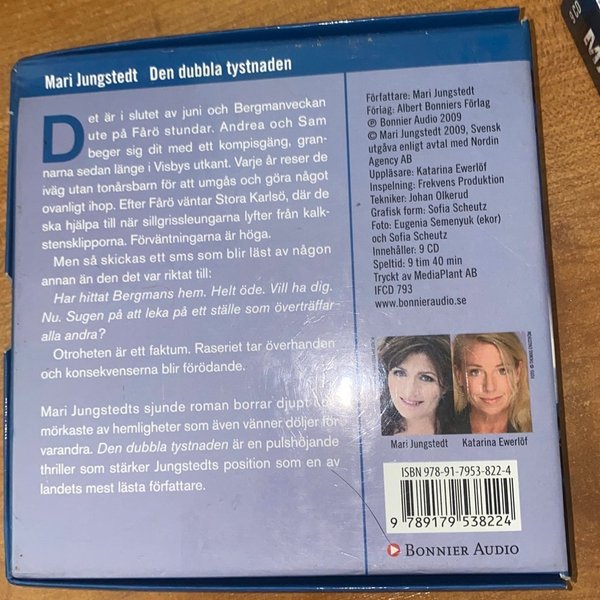 Mari Jungstedt Den dubbla tystnaden
Det är i slutet av juni och Bergmanveckan
ute på Fårö stundar. Andrea och Sam
beger sig dit med ett kompisgäng, gran-
narna sedan länge i Visbys utkant. Varje år reser de
iväg utan tonårsbarn för att umgås och göra något
ovanligt ihop. Efter Fårö väntar Stora Karlsö, där de
ska hjälpa till när sillgrissleungarna lyfter från kalk-
stensklipporna. Förväntningarna är höga.
Men så skickas ett sms som blir läst av någon
annan än den det var riktat till:
Har hittat Bergmans hem. Helt öde. Vill ha dig.
Nu. Sugen på att leka på ett ställe som överträffar
alla andra?
Otroheten är ett faktum. Raseriet tar överhanden
och konsekvenserna blir förödande.
Mari Jungstedts sjunde roman borrar djupt
mörkaste av hemligheter som även vänner döljer för
varandra. Den dubbla tystnaden är en pulshöjande
thriller som stärker Jungstedts position som en av
landets mest lästa författare.
Författare: Mari Jungstedt
Förlag: Albert Bonniers Förlag
℗ Bonnier Audio 2009
© Mari Jungstedt 2009, Svensk
utgåva enligt avtal med Nordin
Agency AB
Uppläsare: Katarina Ewerlöf
Inspelning: Frekvens Produktion
Tekniker: Johan Olkerud
Grafisk form: Sofia Scheutz
Foto: Eugenia Semenyuk (ekor)
och Sofia Scheutz
Innehåller: 9 CD
Speltid: 9 tim 40 min
Tryckt av MediaPlant AB
IFCD 793
www.bonnieraudio.se
Mari Jungstedt Katarina Ewerlöf
ISBN 978-91-7953-822-4
9 789179 538224
BONNIER AUDIO
9 CD